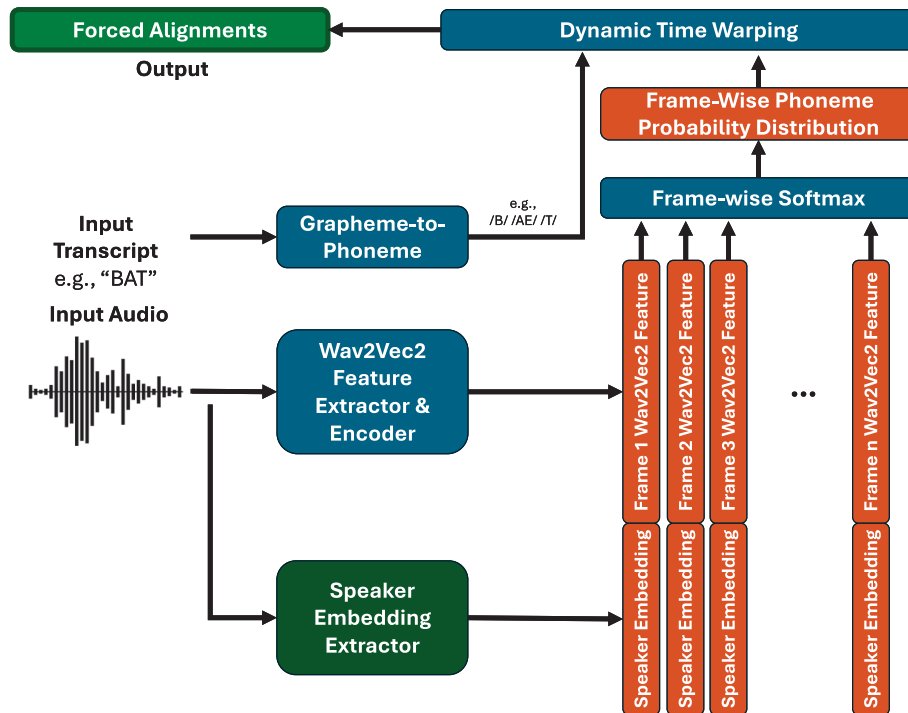 Forced Alignments
Output
Dynamic Time Warping
Frame-Wise Phoneme
Probability Distribution
Frame-wise Softmax
Input
Transcript
e.g., “BAT”
Grapheme-to-
Phoneme
e.g.,
/B/ /AE/ /T/
Input Audio
Wav2Vec2
Feature
Extractor &
Encoder
Speaker
Embedding
Extractor
Frame 1 Wav2Vec2 Feature
Frame 2 Wav2Vec2 Feature
Frame 3 Wav2Vec2 Feature
...
Frame n Wav2Vec2 Feature
Speaker Embedding
Speaker Embedding
Speaker Embedding
Speaker Embedding